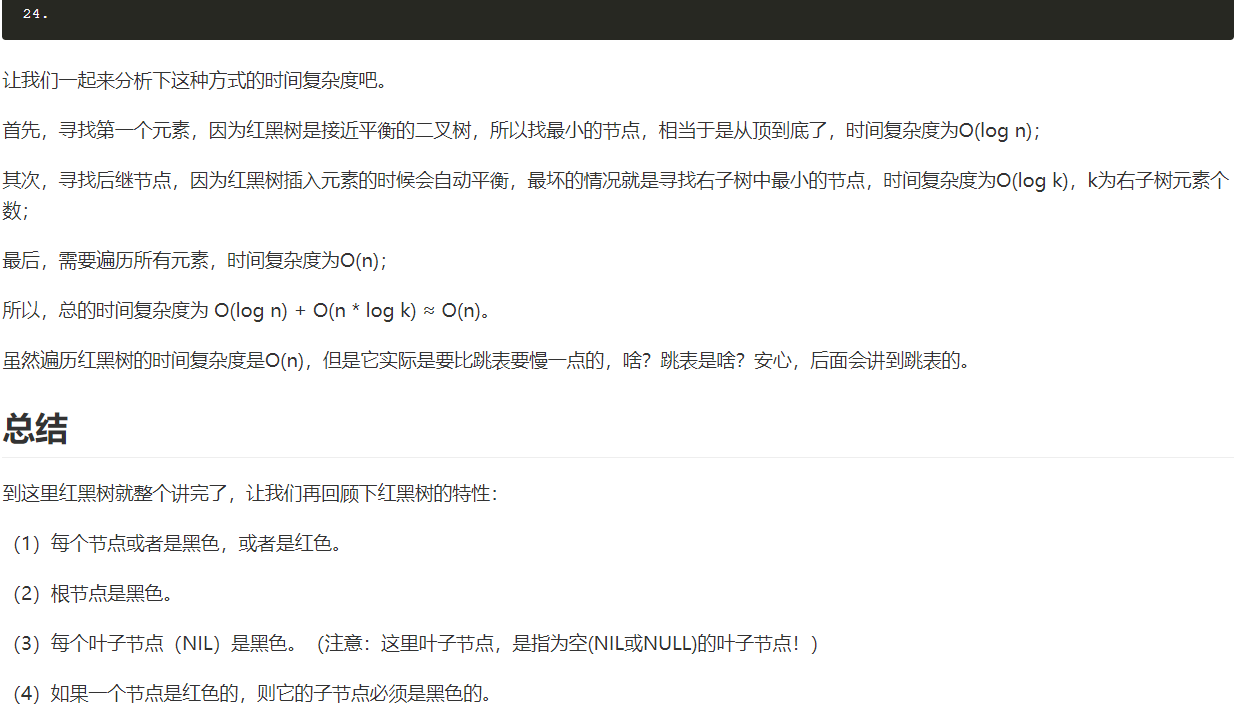 24.
让我们一起来分析下这种方式的时间复杂度吧。
首先，寻找第一个元素，因为红黑树是接近平衡的二叉树，所以找最小的节点，相当于是从顶到底了，时间复杂度为O(log n)；
其次，寻找后继节点，因为红黑树插入元素的时候会自动平衡，最坏的情况就是寻找右子树中最小的节点，时间复杂度为O(log k)，k为右子树元素个
数；
最后，需要遍历所有元素，时间复杂度为O(n)；
所以，总的时间复杂度为 O(log n) + O(n * log k) ≈ O(n)。
虽然遍历红黑树的时间复杂度是O(n)，但是它实际是要比跳表要慢一点的，啥？跳表是啥？安心，后面会讲到跳表的。
总结
到这里红黑树就整个讲完了，让我们再回顾下红黑树的特性：
（1）每个节点或者是黑色，或者是红色。
（2）根节点是黑色。
（3）每个叶子节点（NIL）是黑色。（注意：这里叶子节点，是指为空(NIL或NULL)的叶子节点！）
（4）如果一个节点是红色的，则它的子节点必须是黑色的。